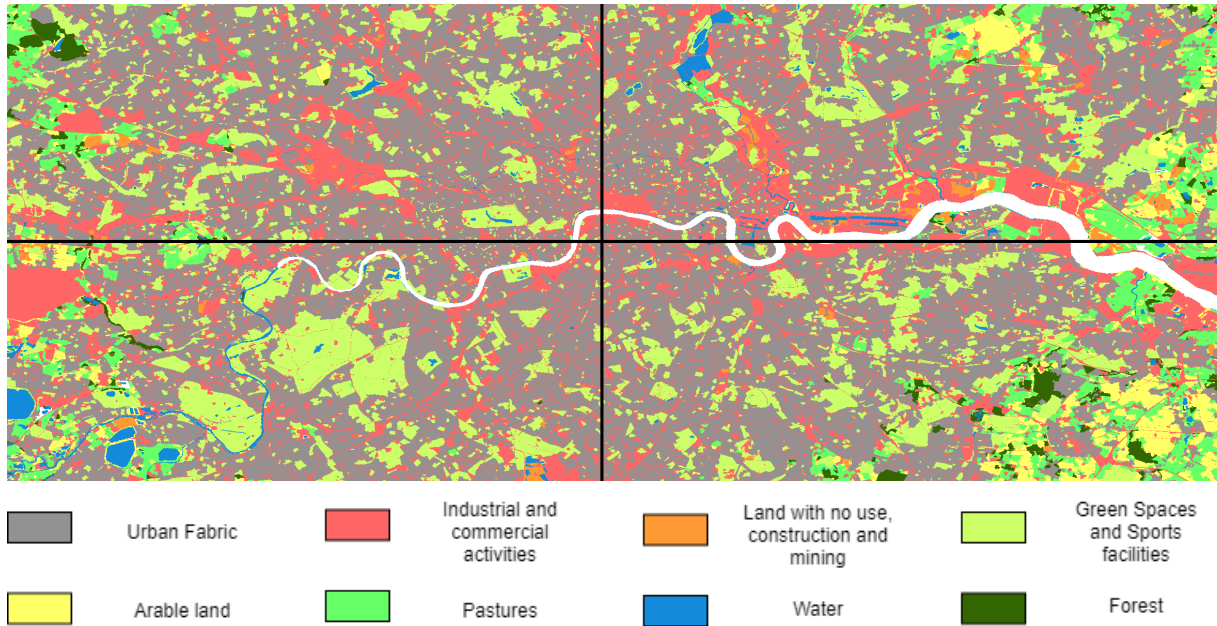 Urban Fabric
Industrial and
commercial
activities
Land with no use,
construction and
mining
Green Spaces
and Sports
facilities
Arable land
Pastures
Water
Forest